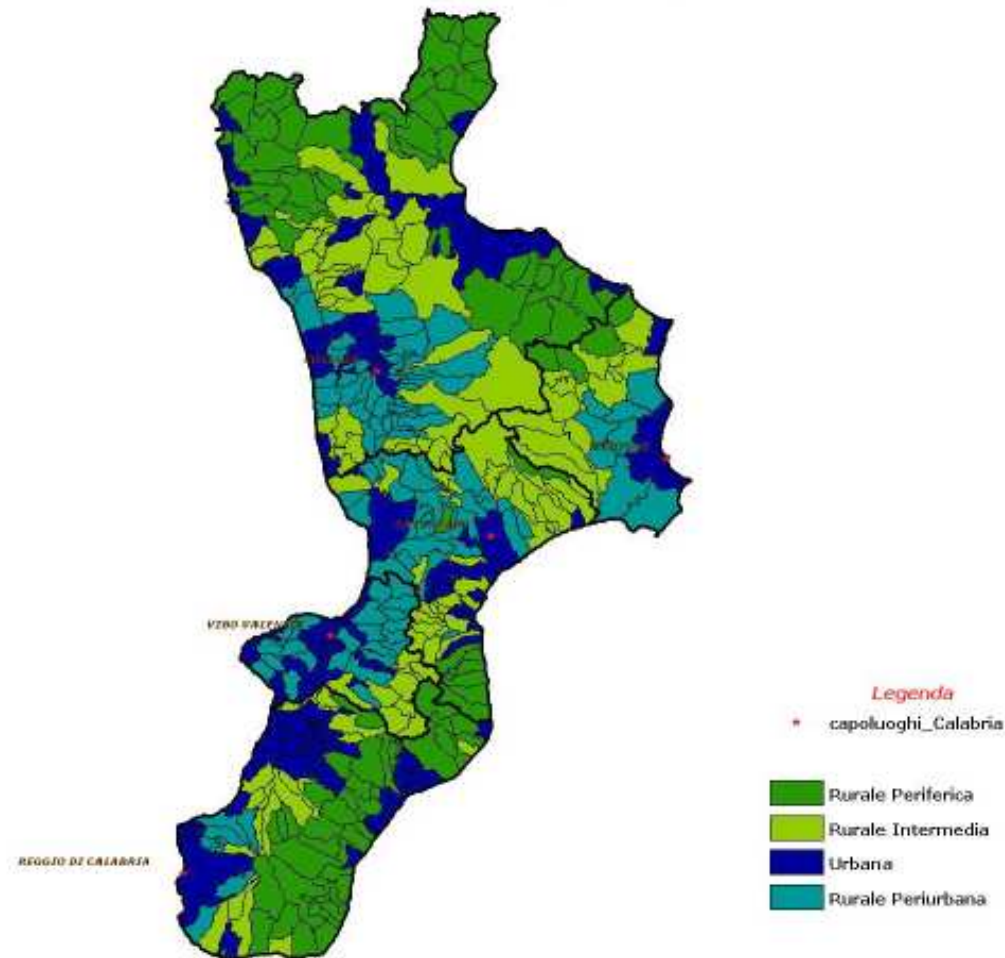 VIBO VALENTIA
REGGIO DI CALABRIA
Legenda
capoluoghi_Calabria
Rurale Periferica
Rurale Intermedia
Urbana
Rurale Periurbana